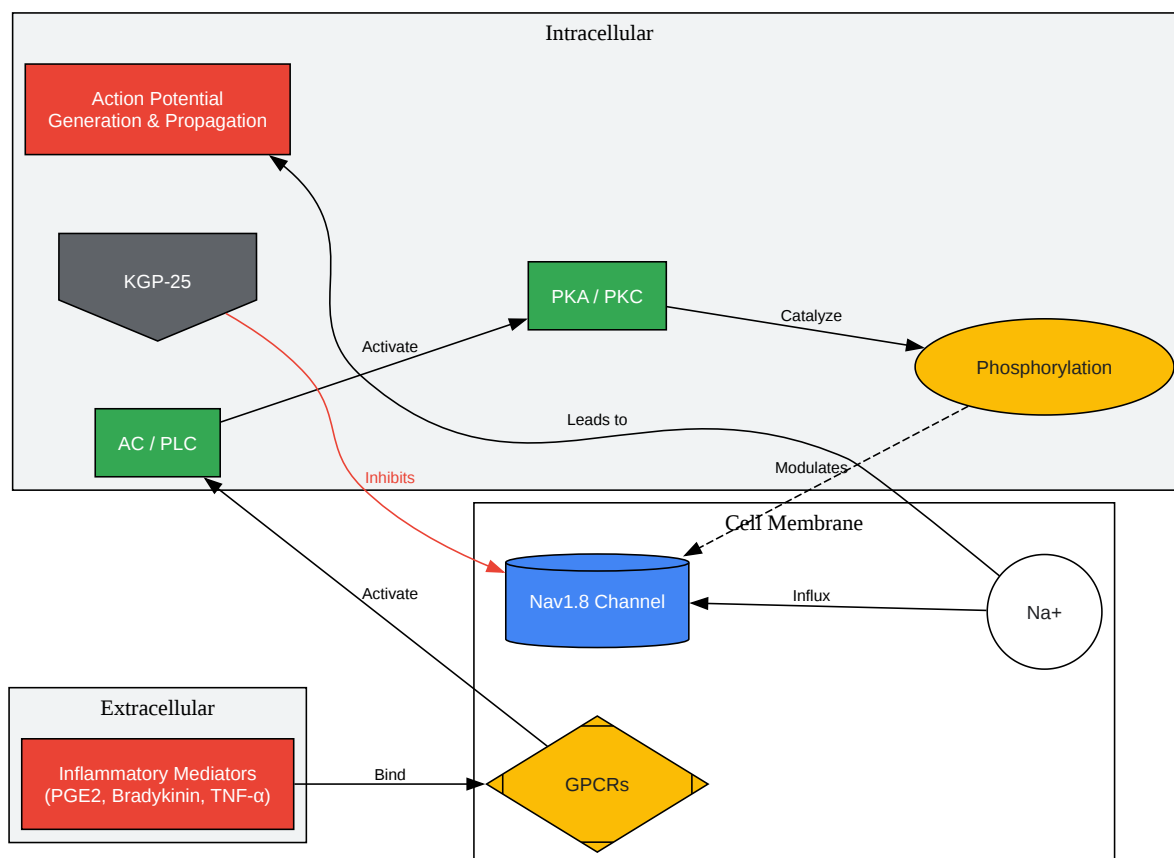 Intracellular
Action Potential
Generation & Propagation
KGP-25
PKA / PKC
Catalyze
Activate
Phosphorylation
Leads to
AC / PLC
Modulates
Inhibits
Cell Membrane
Nav1.8 Channel
Influx
Na+
Activate
Extracellular
Inflammatory Mediators
(PGE2, Bradykinin, TNF-α)
Bind
GPCRs